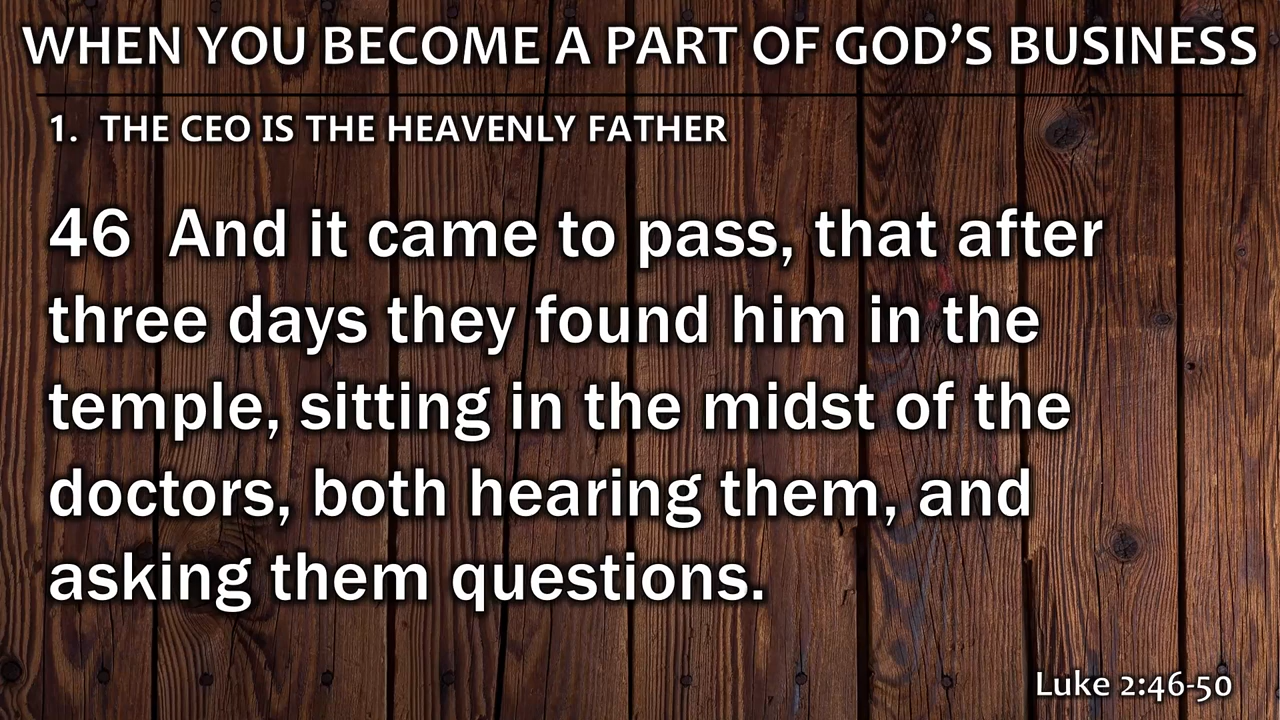 WHEN YOU BECOME A PART OF GOD’S BUSINESS
1. THE CEO IS THE HEAVENLY FATHER
46 And it came to pass, that after
three days they found him in the
temple, sitting in the midst of the
doctors, both hearing them, and
asking them questions.
Luke 2:46-50